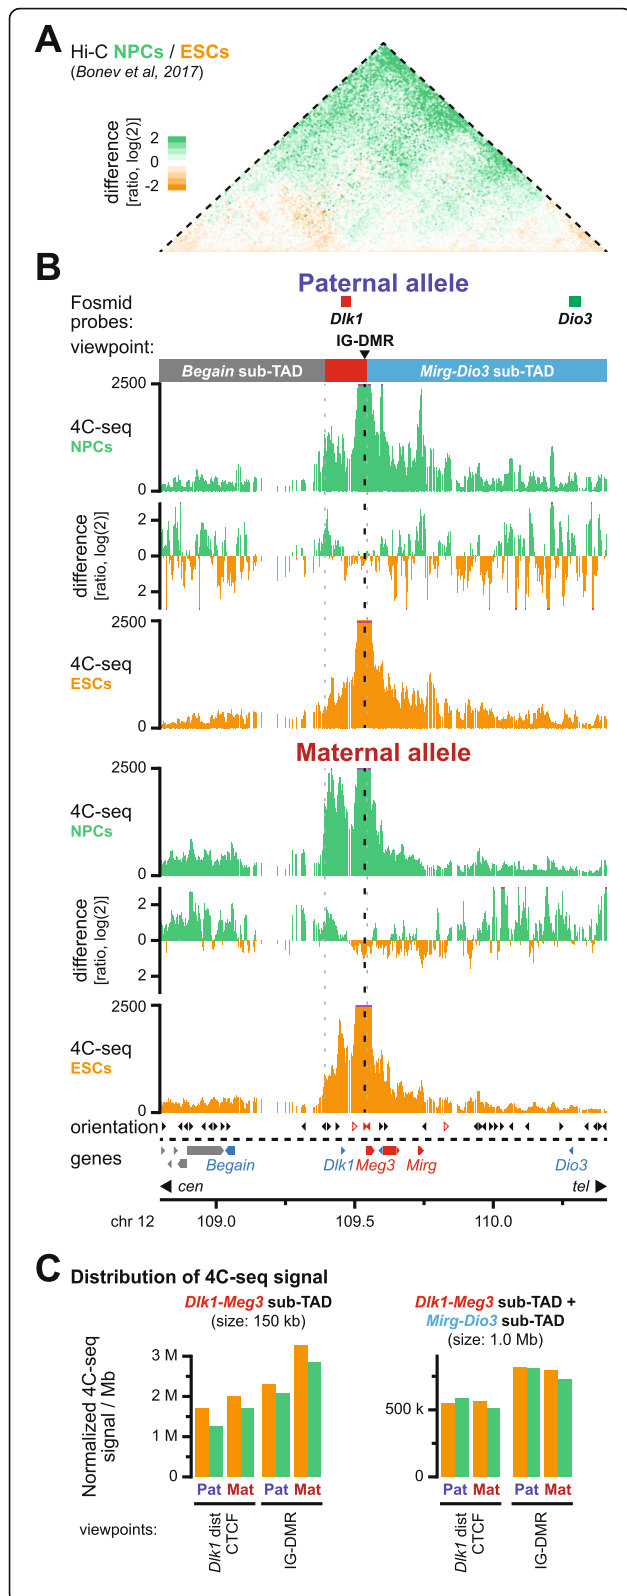 A
Hi-C NPCs / ESCs
(Bonev et al, 2017)
difference
[ratio, log(2)]
2
0
-2
B
Paternal allele
Fosmid
probes:
Dlk1
Dio3
viewpoint:
IG-DMR
Begain sub-TAD
Mirg-Dio3 sub-TAD
2500
4C-seq
NPCs
0
difference
[ratio, log(2)]
2
0
2
2500
4C-seq
ESCs
0
Maternal allele
2500
4C-seq
NPCs
0
difference
[ratio, log(2)]
2
0
2
2500
4C-seq
ESCs
0
orientation
genes
Begain
Dlk1 Meg3 Mirg
Dio3
cen
tel
chr 12
109.0
109.5
110.0
C Distribution of 4C-seq signal
Dlk1-Meg3 sub-TAD
(size: 150 kb)
Normalized 4C-seq
signal / Mb
3 M
2 M
1 M
0
Pat Mat Pat Mat
viewpoints:
Dlk1 dist
CTCF
IG-DMR
Dlk1-Meg3 sub-TAD +
Mirg-Dio3 sub-TAD
(size: 1.0 Mb)
500 k
0
Pat Mat Pat Mat
Dlk1 dist
CTCF
IG-DMR